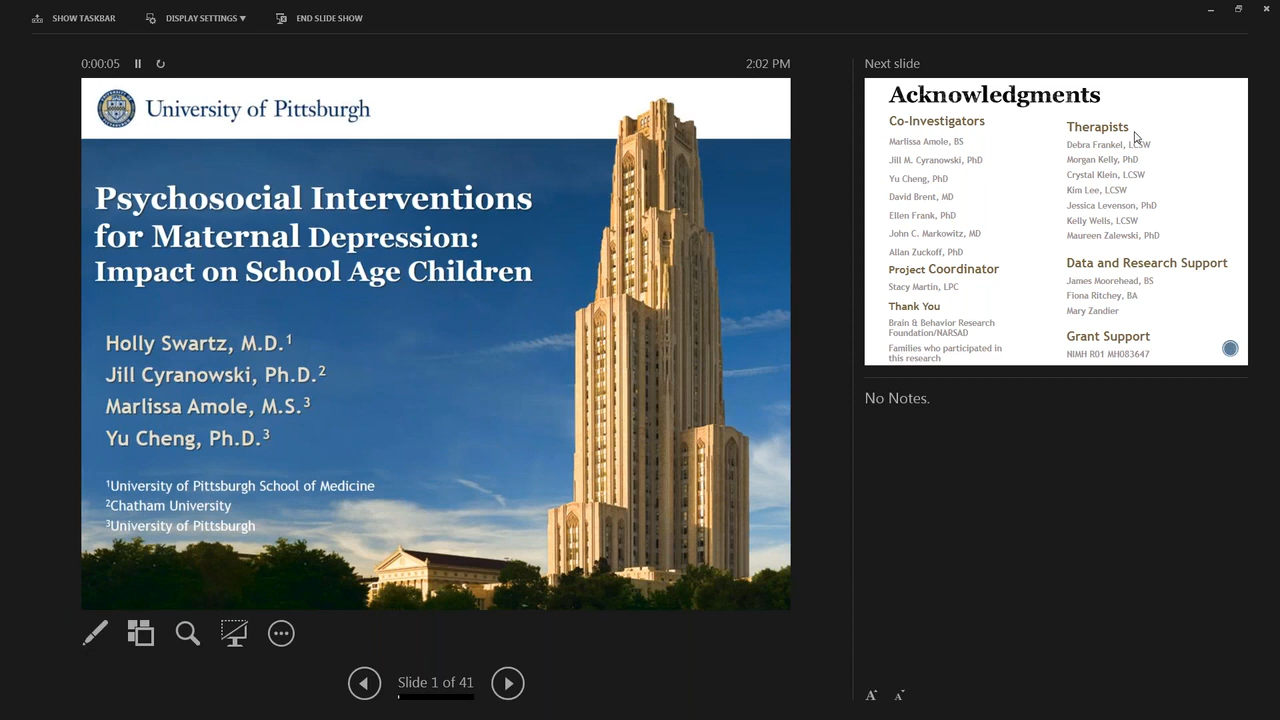 SHOW TASKBAR
DISPLAY SETTINGS ▼
END SLIDE SHOW
0:00:05
2:02 PM
University of Pittsburgh
Psychosocial Interventions
for Maternal Depression:
Impact on School Age Children
Holly Swartz, M.D.¹
Jill Cyranowski, Ph.D.²
Marlissa Amole, M.S.³
Yu Cheng, Ph.D.³
¹University of Pittsburgh School of Medicine
²Chatham University
³University of Pittsburgh
Slide 1 of 41
Next slide
Acknowledgments
Co-Investigators
Marlissa Amole, BS
Jill M. Cyranowski, PhD
Yu Cheng, PhD
David Brent, MD
Ellen Frank, PhD
John C. Markowitz, MD
Allan Zuckoff, PhD
Project Coordinator
Stacy Martin, LPC
Thank You
Brain & Behavior Research
Foundation/NARSAD
Families who participated in
this research
Therapists
Debra Frankel, LCSW
Morgan Kelly, PhD
Crystal Klein, LCSW
Kim Lee, LCSW
Jessica Levenson, PhD
Kelly Wells, LCSW
Maureen Zalewski, PhD
Data and Research Support
James Moorehead, BS
Fiona Ritchey, BA
Mary Zandier
Grant Support
NIMH R01 MH083647
No Notes.
A A